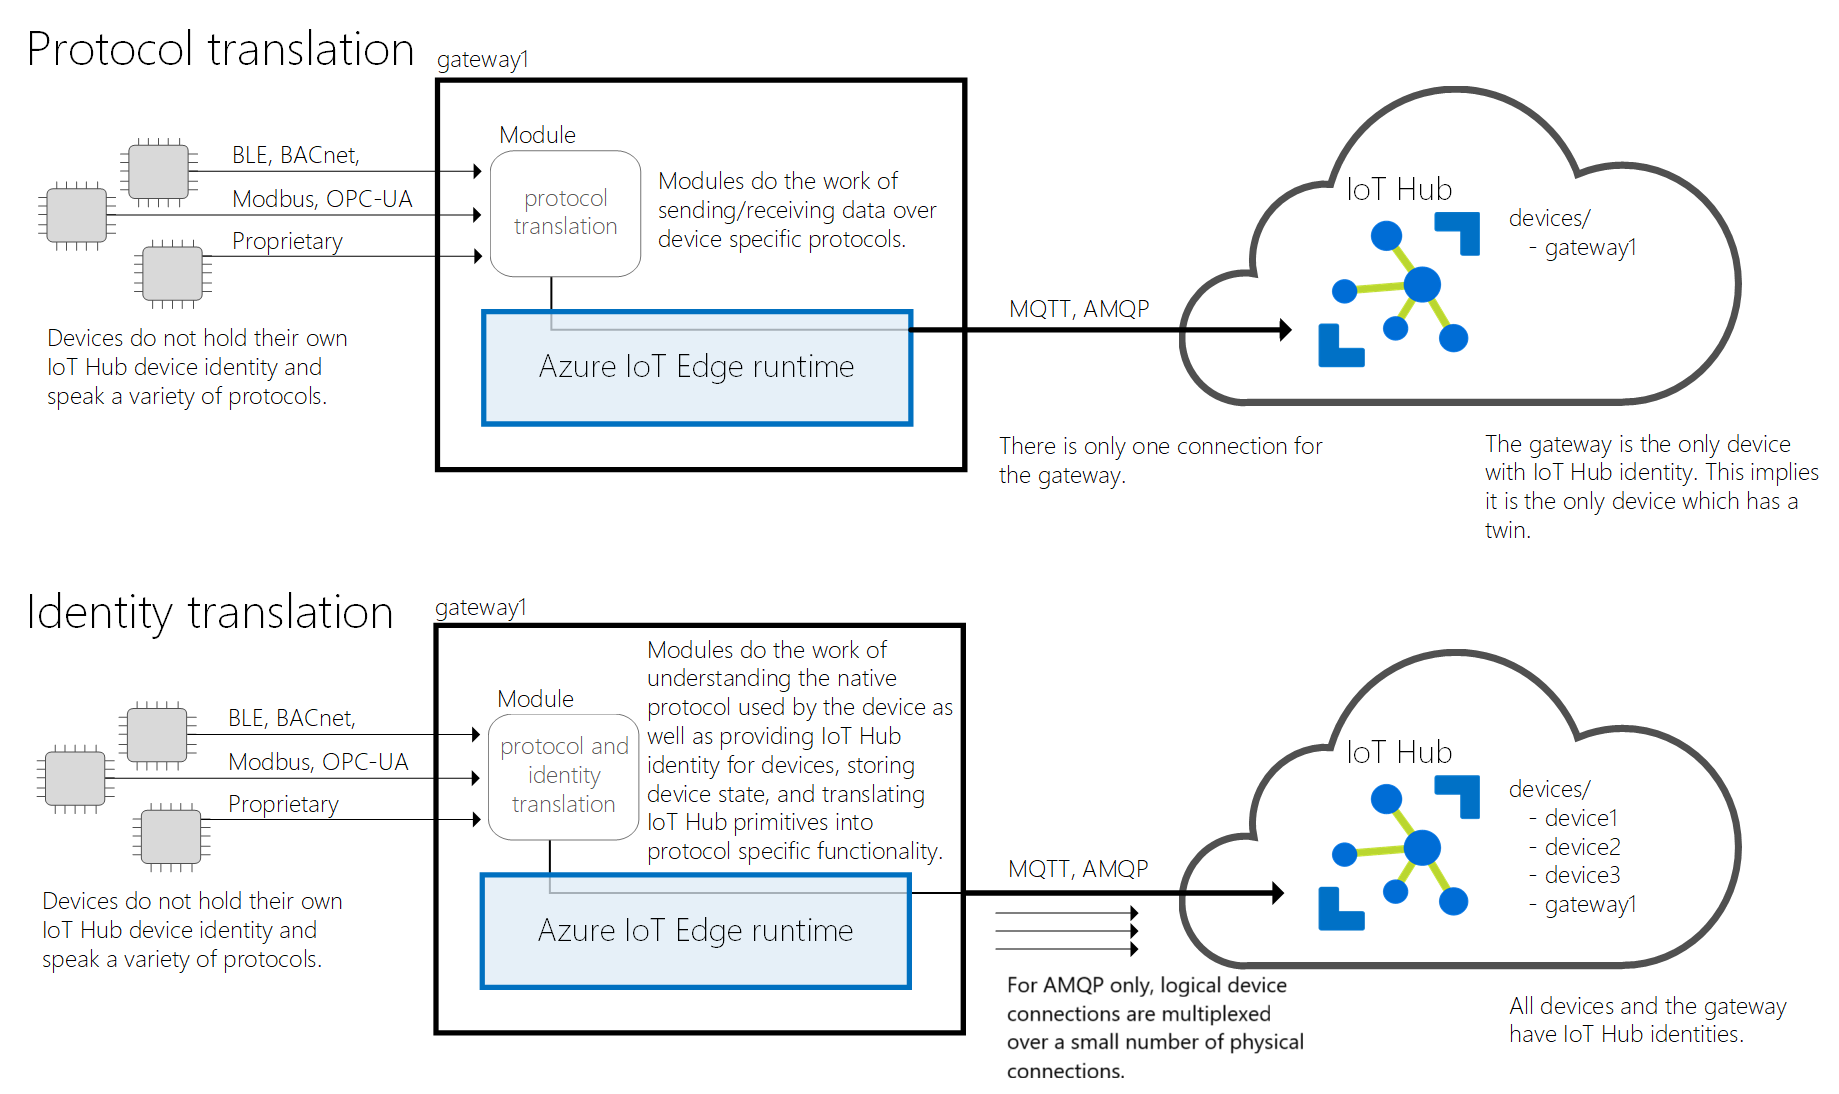 Protocol translation
gateway1
Module
BLE, BACnet,
Modbus, OPC-UA
Proprietary
protocol
translation
Modules do the work of
sending/receiving data over
device specific protocols.
Devices do not hold their own
IoT Hub device identity and
speak a variety of protocols.
Azure IoT Edge runtime
MQTT, AMQP
IoT Hub
devices/
- gateway1
There is only one connection for
the gateway.
The gateway is the only device
with IoT Hub identity. This implies
it is the only device which has a
twin.
Identity translation
gateway1
Module
BLE, BACnet,
Modbus, OPC-UA
Proprietary
protocol and
identity
translation
Modules do the work of
understanding the native
protocol used by the device as
well as providing IoT Hub
identity for devices, storing
device state, and translating
IoT Hub primitives into
protocol specific functionality.
Devices do not hold their own
IoT Hub device identity and
speak a variety of protocols.
Azure IoT Edge runtime
MQTT, AMQP
For AMQP only, logical device
connections are multiplexed
over a small number of physical
connections.
IoT Hub
devices/
- device1
- device2
- device3
- gateway1
All devices and the gateway
have IoT Hub identities.